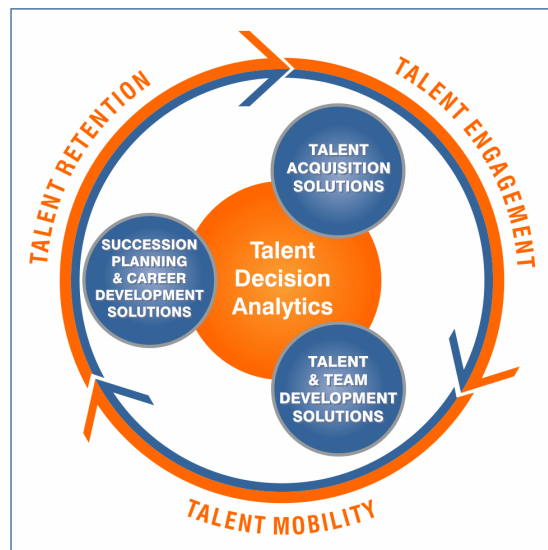 TALENT RETENTION
TALENT ENGAGEMENT
TALENT
ACQUISITION
SOLUTIONS
SUCCESSION
PLANNING
& CAREER
DEVELOPMENT
SOLUTIONS
Talent
Decision
Analytics
TALENT
& TEAM
DEVELOPMENT
SOLUTIONS
TALENT MOBILITY